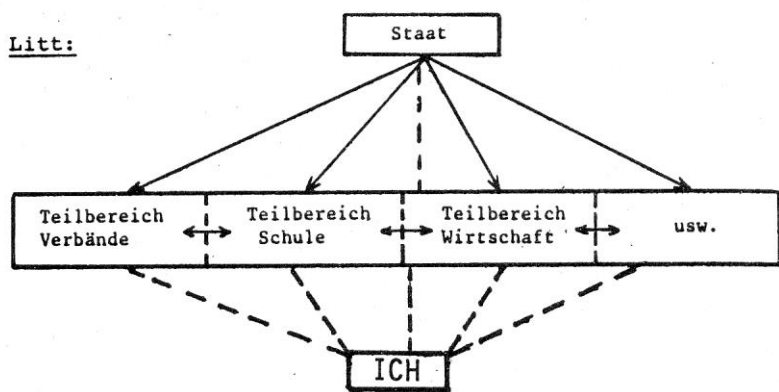 Litt:
Staat
Teilbereich
Verbände
Teilbereich
Schule
Teilbereich
Wirtschaft
usw.
ICH